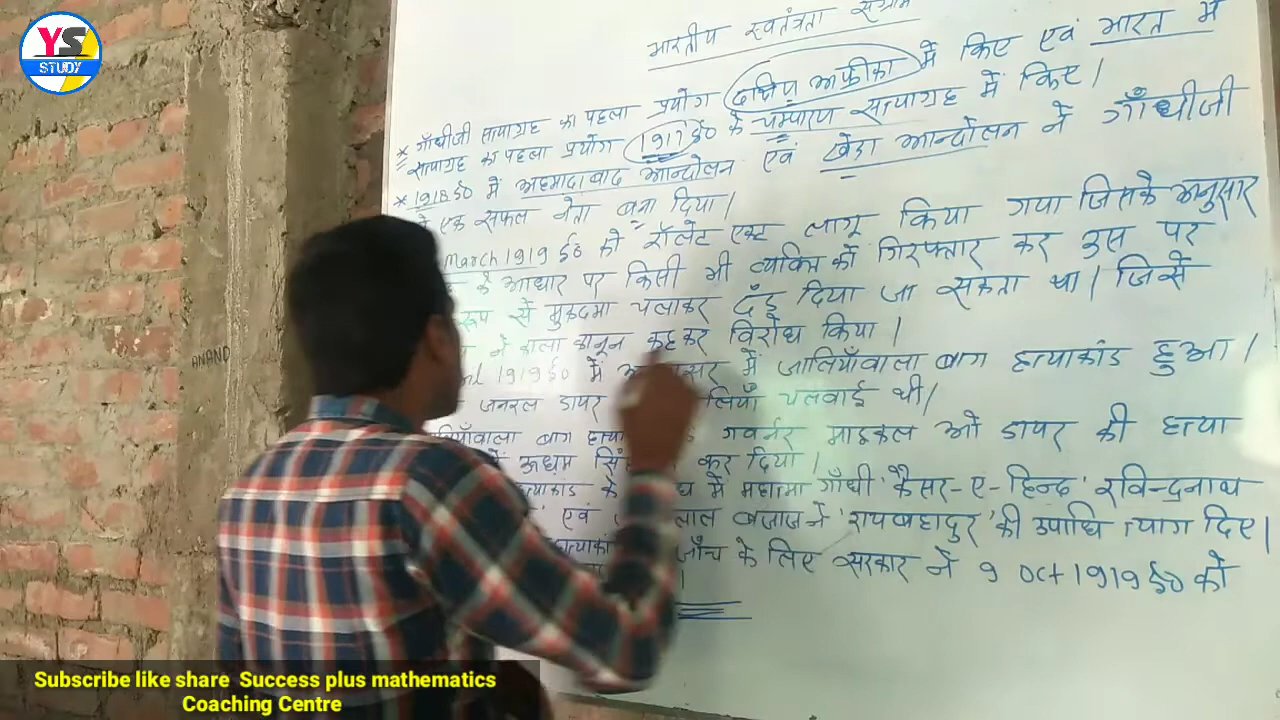 YS
STUDY
भारतीय स्वतंत्रता संग्राम
* गाँधीजी सत्याग्रह का पहला प्रयोग दक्षिण अफ्रीका में किए एवं भारत में
सत्याग्रह का पहला प्रयोग 1917 ई० के चम्पारण सत्याग्रह में किए।
* 1918 ई० में अहमदाबाद आन्दोलन एवं खेड़ा आन्दोलन ने गाँधीजी
एक सफल नेता बना दिया।
March 1919 ई० को रॉलेट एक्ट लागू किया गया जिसके अनुसार
के आधार पर किसी भी व्यक्ति को गिरफ्तार कर उस पर
रूप से मुकदमा चलाकर दंड दिया जा सकता था। जिसे
ने काला कानून कहकर विरोध किया।
1919 ई० में जालियाँवाला बाग हत्याकांड हुआ।
जनरल डायर चलवाई थी।
बाग गवर्नर माइकल ओ डायर की हत्या
में ऊधम कर दिया।
के में महात्मा गाँधी 'कैसर-ए-हिन्द' रविन्द्रनाथ
एवं लाल बजाज ने 'रायबहादुर' की उपाधि त्याग दिए।
जाँच के लिए सरकार ने 9 Oct 1919 ई० को
ANAND
Subscribe like share Success plus mathematics
Coaching Centre